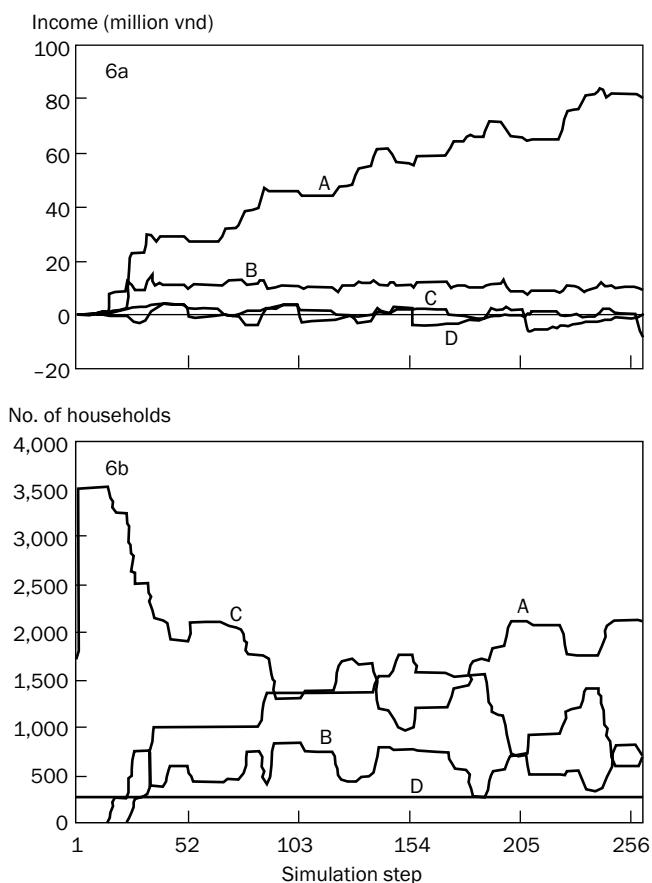 Income (million vnd)
100
6a
80
60
A
40
20
B
C
0
D
−20
No. of households
4,000
6b
3,500
3,000
2,500
A
C
2,000
1,500
1,000
B
500
D
0
1 52 103 154 205 256
Simulation step